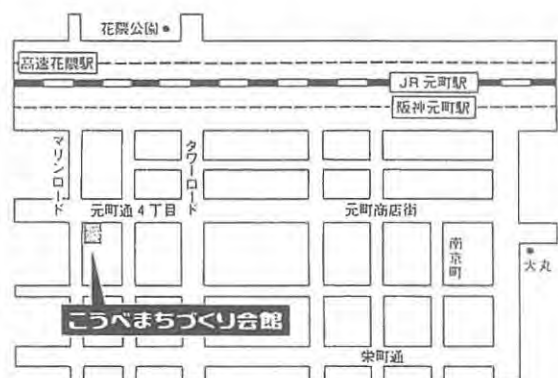 花隈公園
高速花隈駅
JR 元町駅
阪神元町駅
マリンロード
タワーロード
元町通4丁目
元町商店街
南京町
大丸
こうべまちづくり会館
栄町通